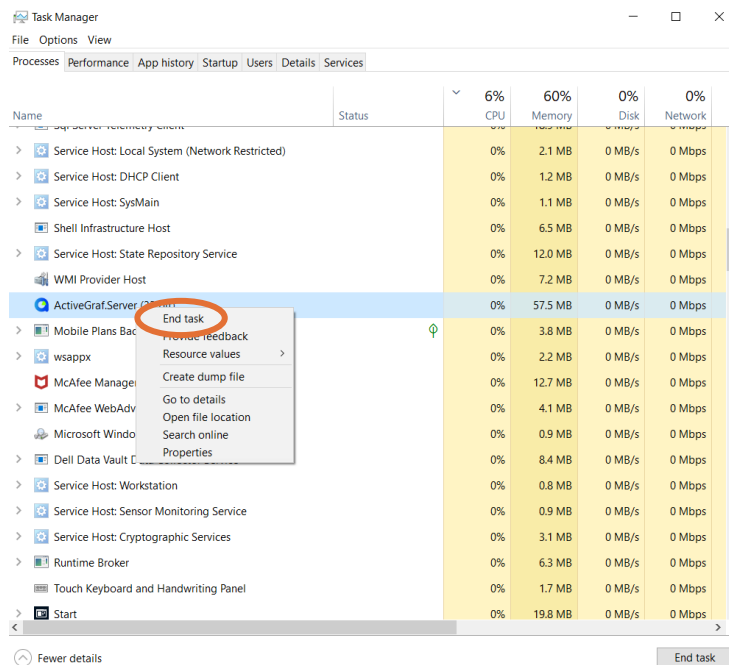 Task Manager
File Options View
Processes Performance App history Startup Users Details Services
6% 60% 0% 0%
Name Status CPU Memory Disk Network
Service Host: Local System (Network Restricted) 0% 2.1 MB 0 MB/s 0 Mbps
Service Host: DHCP Client 0% 1.2 MB 0 MB/s 0 Mbps
Service Host: SysMain 0% 1.1 MB 0 MB/s 0 Mbps
Shell Infrastructure Host 0% 6.5 MB 0 MB/s 0 Mbps
Service Host: State Repository Service 0% 12.0 MB 0 MB/s 0 Mbps
WMI Provider Host 0% 7.2 MB 0 MB/s 0 Mbps
ActiveGraf.Server 0% 57.5 MB 0 MB/s 0 Mbps
End task
Mobile Plans Bac 0% 3.8 MB 0 MB/s 0 Mbps
Provide feedback
Resource values
wsappx 0% 2.2 MB 0 MB/s 0 Mbps
Create dump file
McAfee Manage 0% 12.7 MB 0 MB/s 0 Mbps
Go to details
McAfee WebAdv 0% 4.1 MB 0 MB/s 0 Mbps
Open file location
Search online
Microsoft Windo 0% 0.9 MB 0 MB/s 0 Mbps
Properties
Dell Data Vault 0% 8.4 MB 0 MB/s 0 Mbps
Service Host: Workstation 0% 0.8 MB 0 MB/s 0 Mbps
Service Host: Sensor Monitoring Service 0% 0.9 MB 0 MB/s 0 Mbps
Service Host: Cryptographic Services 0% 3.1 MB 0 MB/s 0 Mbps
Runtime Broker 0% 6.3 MB 0 MB/s 0 Mbps
Touch Keyboard and Handwriting Panel 0% 1.7 MB 0 MB/s 0 Mbps
Start 0% 19.8 MB 0 MB/s 0 Mbps
Fewer details End task